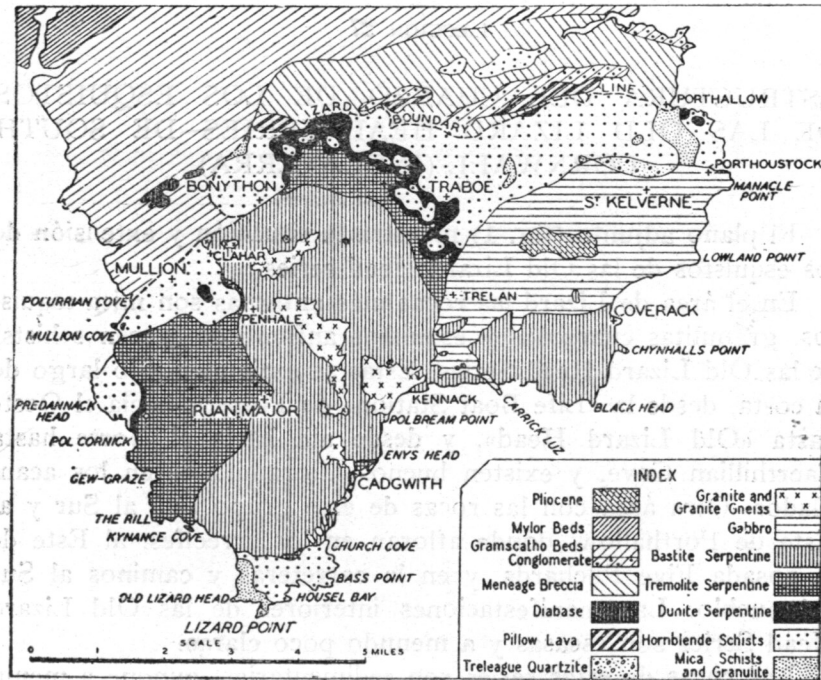 LIZARD BOUNDARY LINE
PORTHALLOW
PORTHOUSTOCK
MANACLE POINT
BONYTHON
TRABOE
ST KELVERNE
LOWLAND POINT
CLAHAR
MULLION
POLURRIAN COVE
TRELAN
PENHALE
COVERACK
MULLION COVE
CHYNHALLS POINT
PREDANNACK HEAD
RUAN MAJOR
KENNACK
CARRICK LUZ
BLACK HEAD
POLBREAN POINT
POL CORNICK
ENYS HEAD
GEW-GRAZE
CADGWITH
THE RILL
KYNANCE COVE
CHURCH COVE
BASS POINT
OLD LIZARD HEAD
HOUSEL BAY
LIZARD POINT
SCALE
0 1 2 3 4 5 MILES
INDEX
Pliocene
Mylor Beds
Gramscatho Beds
Conglomerate
Meneage Breccia
Diabase
Pillow Lava
Treleague Quartzite
Granite and
Granite Gneiss
Gabbro
Bastite Serpentine
Tremolite Serpentine
Dunite Serpentine
Hornblende Schists
Mica Schists
and Granulite